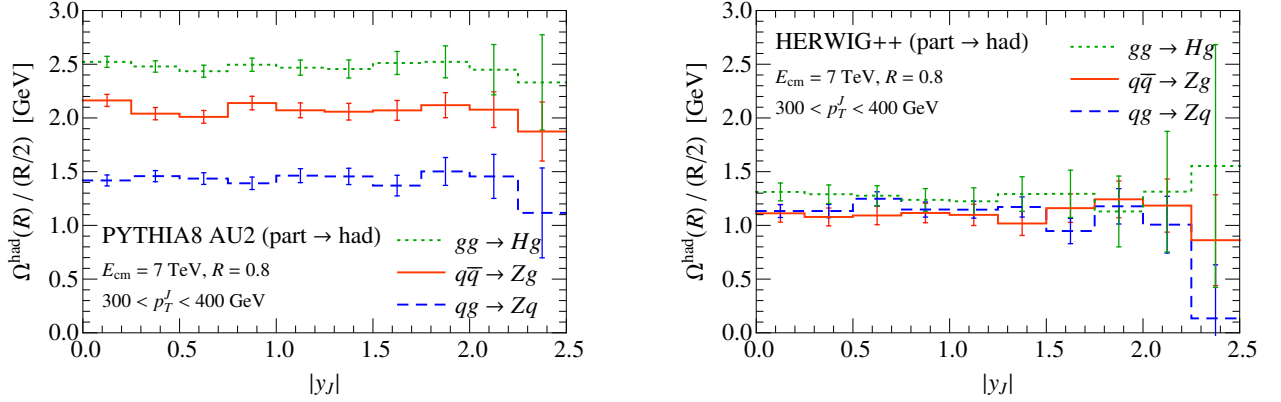 3.0
2.5
2.0
1.5
1.0
0.5
0.0
Ω^had(R) / (R/2) [GeV]
PYTHIA8 AU2 (part → had)
E_cm = 7 TeV, R = 0.8
300 < p_T^J < 400 GeV
gg → Hg
qq̅ → Zg
qg → Zq
0.0 0.5 1.0 1.5 2.0 2.5
|y_J|
3.0
2.5
2.0
1.5
1.0
0.5
0.0
Ω^had(R) / (R/2) [GeV]
HERWIG++ (part → had)
E_cm = 7 TeV, R = 0.8
300 < p_T^J < 400 GeV
gg → Hg
qq̅ → Zg
qg → Zq
0.0 0.5 1.0 1.5 2.0 2.5
|y_J|